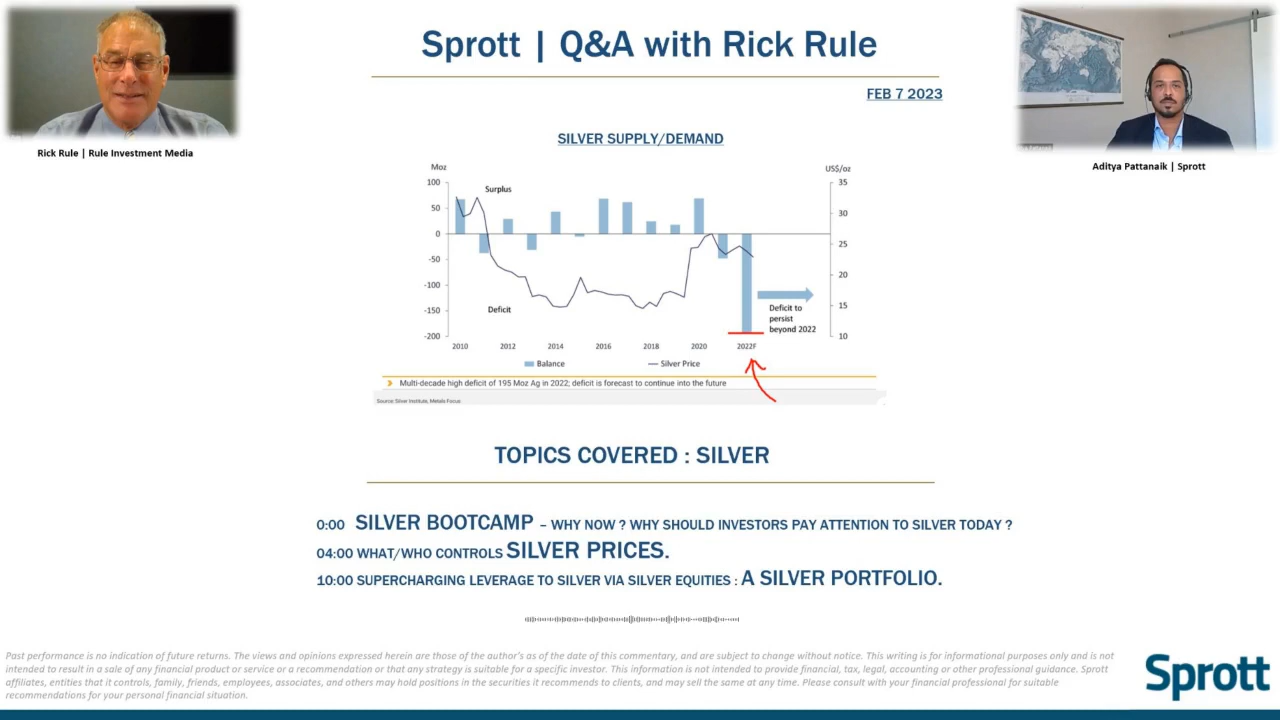 Sprott | Q&A with Rick Rule
FEB 7 2023
Rick Rule | Rule Investment Media
Aditya Pattanaik | Sprott
SILVER SUPPLY/DEMAND
Moz
US$/oz
100
50
0
-50
-100
-150
-200
Surplus
Deficit
35
30
25
20
15
10
Deficit to
persist
beyond 2022
2010 2012 2014 2016 2018 2020 2022F
Balance Silver Price
Multi-decade high deficit of 195 Moz Ag in 2022; deficit is forecast to continue into the future
Source: Silver Institute, Metals Focus
TOPICS COVERED : SILVER
0:00 SILVER BOOTCAMP – WHY NOW ? WHY SHOULD INVESTORS PAY ATTENTION TO SILVER TODAY ?
04:00 WHAT/WHO CONTROLS SILVER PRICES.
10:00 SUPERCHARGING LEVERAGE TO SILVER VIA SILVER EQUITIES : A SILVER PORTFOLIO.
Past performance is no indication of future returns. The views and opinions expressed herein are those of the author's as of the date of this commentary, and are subject to change without notice. This writing is for informational purposes only and is not
intended to result in a sale of any financial product or service or a recommendation or that any strategy is suitable for a specific investor. This information is not intended to provide financial, tax, legal, accounting or other professional guidance. Sprott
affiliates, entities that it controls, family, friends, employees, associates, and others may hold positions in the securities it recommends to clients, and may sell the same at any time. Please consult with your financial professional for suitable
recommendations for your personal financial situation.
Sprott